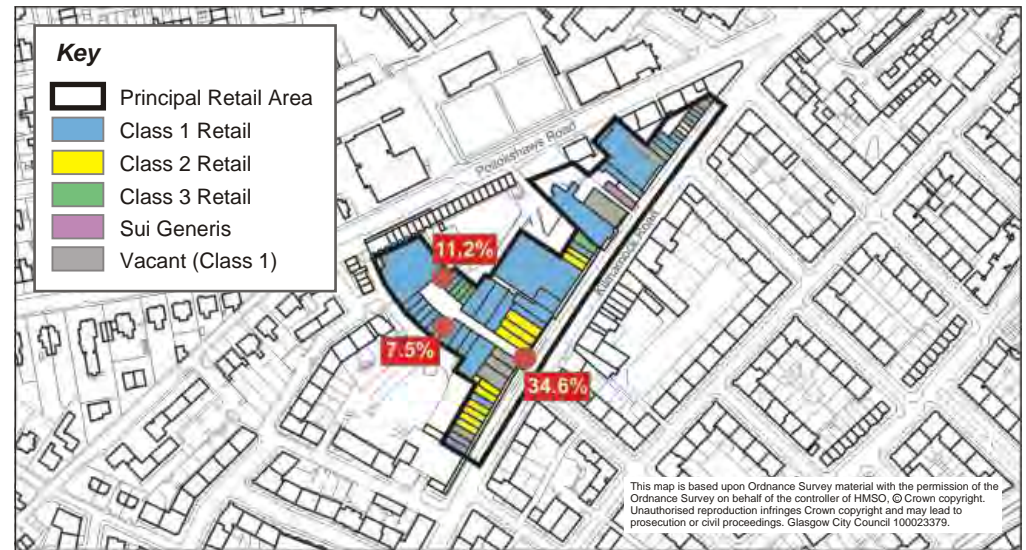 Key
Principal Retail Area
Class 1 Retail
Class 2 Retail
Class 3 Retail
Sui Generis
Vacant (Class 1)
Pollokshaws Road
Kilmarnock Road
11.2%
7.5%
34.6%
This map is based upon Ordnance Survey material with the permission of the
Ordnance Survey on behalf of the controller of HMSO, © Crown copyright.
Unauthorised reproduction infringes Crown copyright and may lead to
prosecution or civil proceedings. Glasgow City Council 100023379.